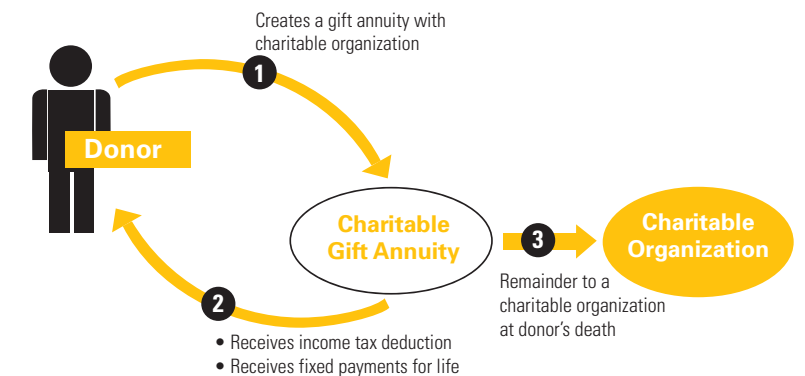 Creates a gift annuity with
charitable organization
1
Donor
Charitable
Gift Annuity
3
Charitable
Organization
Remainder to a
charitable organization
at donor's death
2
• Receives income tax deduction
• Receives fixed payments for life